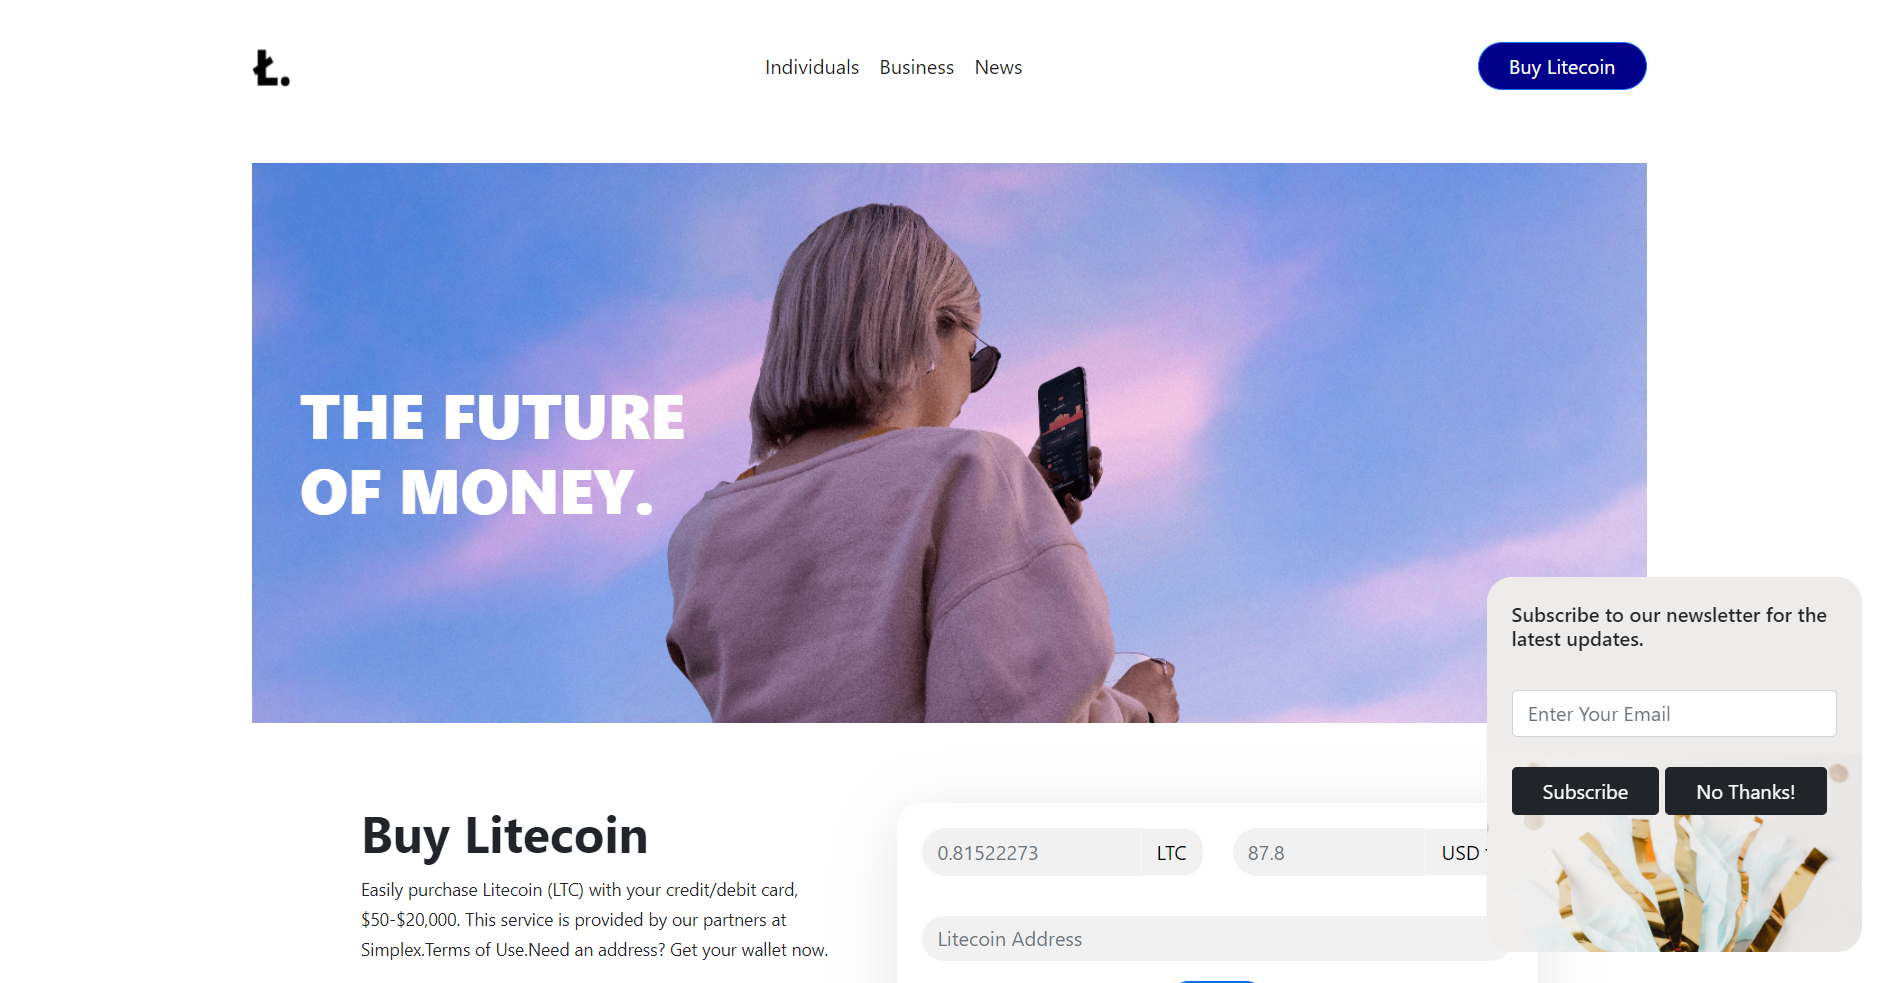 Ł.
Individuals Business News
Buy Litecoin
THE FUTURE
OF MONEY.
Subscribe to our newsletter for the
latest updates.
Enter Your Email
Subscribe No Thanks!
Buy Litecoin
Easily purchase Litecoin (LTC) with your credit/debit card,
$50-$20,000. This service is provided by our partners at
Simplex.Terms of Use.Need an address? Get your wallet now.
0.81522273 LTC 87.8 USD
Litecoin Address